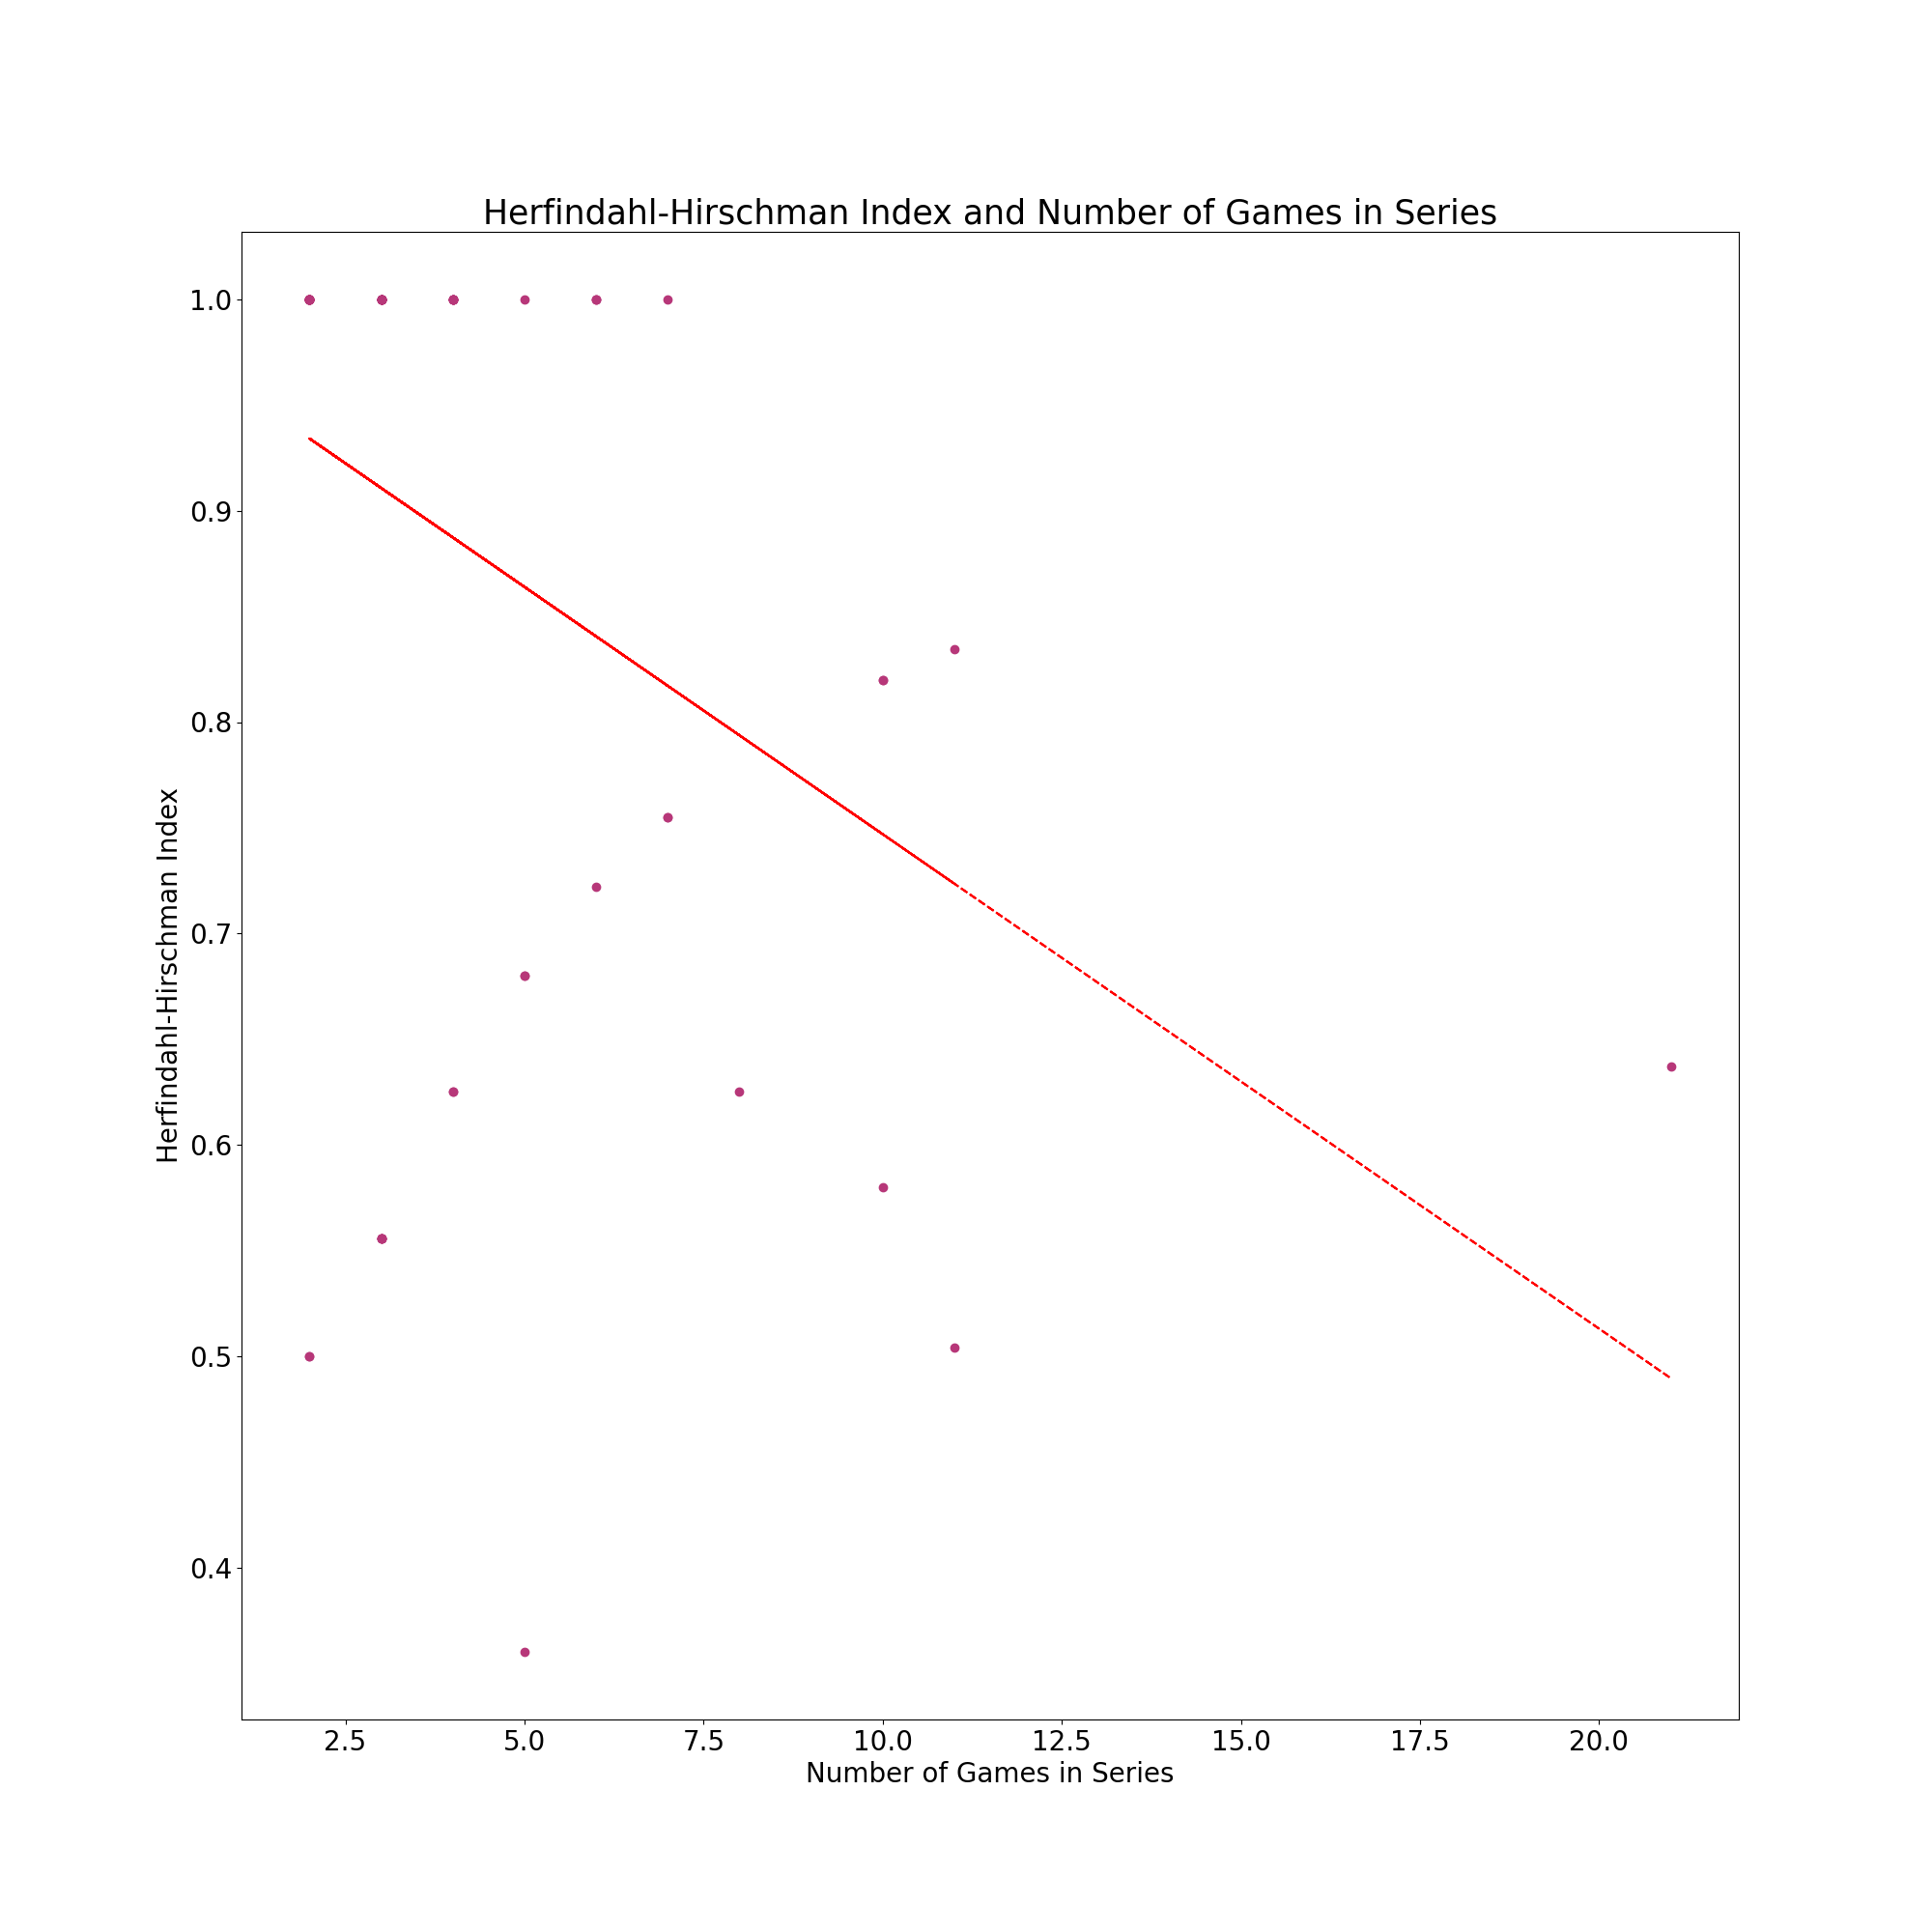 Herfindahl-Hirschman Index and Number of Games in Series
1.0
0.9
0.8
0.7
0.6
0.5
0.4
Herfindahl-Hirschman Index
2.5 5.0 7.5 10.0 12.5 15.0 17.5 20.0
Number of Games in Series